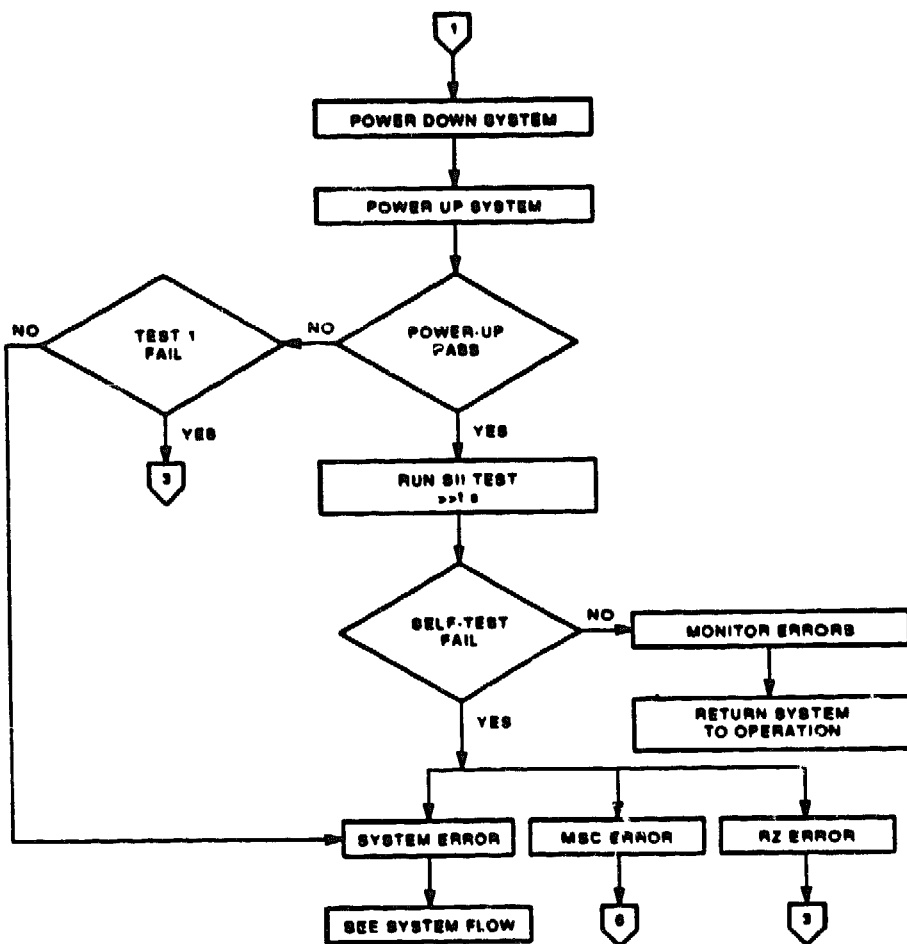 1
POWER DOWN SYSTEM
POWER UP SYSTEM
POWER-UP
PASS
NO
TEST 1
FAIL
NO
YES
3
YES
RUN SII TEST
SELF-TEST
FAIL
NO
MONITOR ERRORS
RETURN SYSTEM
TO OPERATION
YES
SYSTEM ERROR
MSC ERROR
RZ ERROR
SEE SYSTEM FLOW
6
3